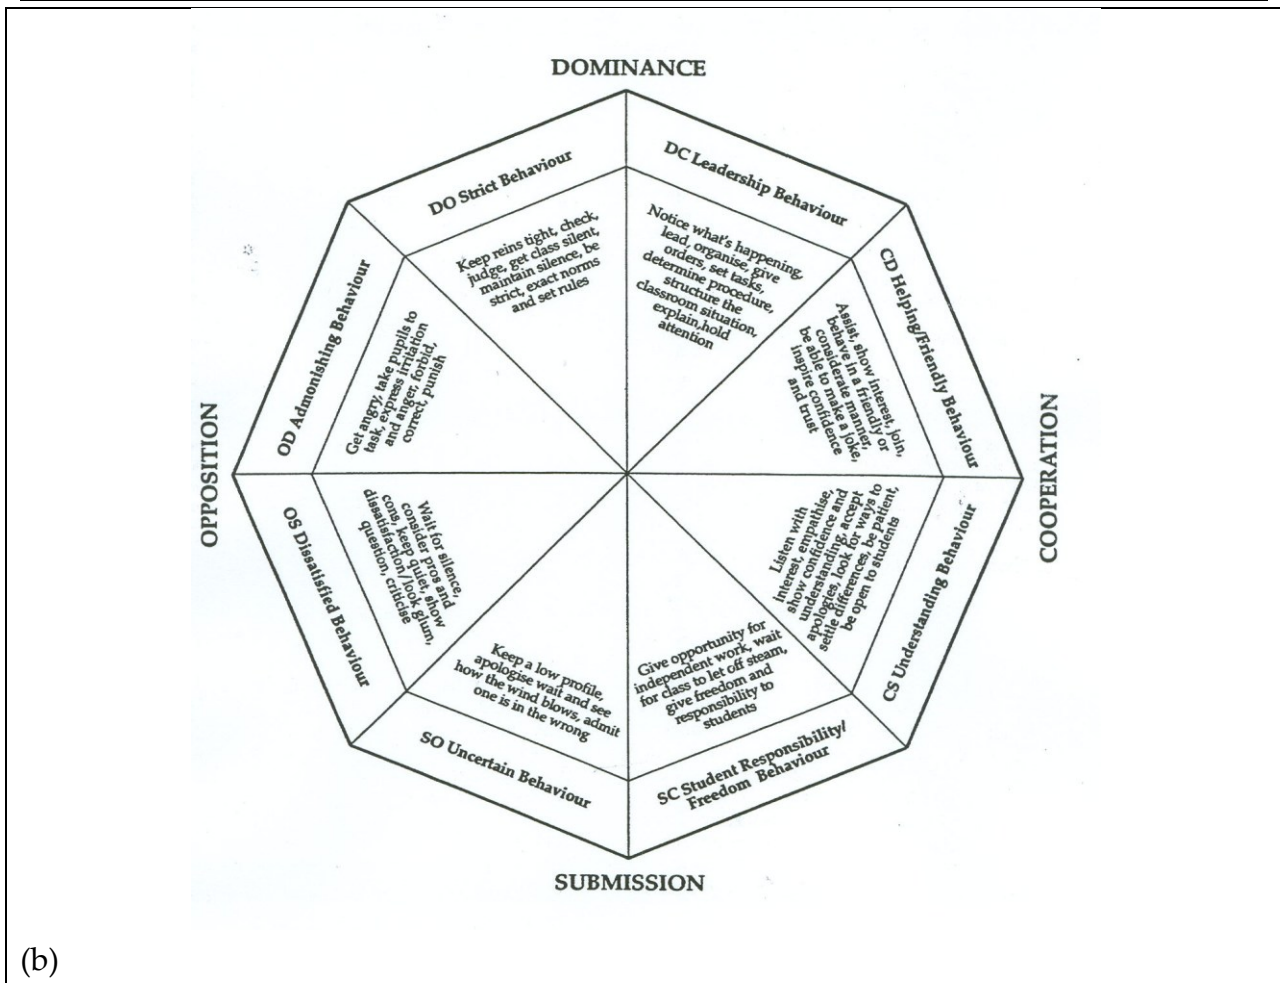 DOMINANCE
DO Strict Behaviour
Keep reins tight, check,
judge, get class silent,
maintain silence, be
strict, exact norms
and set rules
DC Leadership Behaviour
Notice what's happening,
lead, organise, give
orders, set tasks,
determine procedure,
structure the
classroom situation,
explain,hold
attention
CD Helping/Friendly Behaviour
Assist, show interest, join,
behave in a friendly or
considerate manner,
be able to make a joke,
inspire confidence
and trust
COOPERATION
CS Understanding Behaviour
Listen with
interest, empathise,
show confidence and
understanding, accept
apologies, look for ways to
settle differences, be patient,
be open to students
SC Student Responsibility/
Freedom Behaviour
Give opportunity for
independent work, wait
for class to let off steam,
give freedom and
responsibility to
students
SUBMISSION
SO Uncertain Behaviour
Keep a low profile,
apologise wait and see
how the wind blows, admit
one is in the wrong
OS Dissatisfied Behaviour
Wait for silence,
consider pros and
cons, keep quiet, show
dissatisfaction/look glum,
question, criticise
OPPOSITION
OD Admonishing Behaviour
Get angry, take pupils to
task, express irritation
and anger, forbid,
correct, punish
(b)